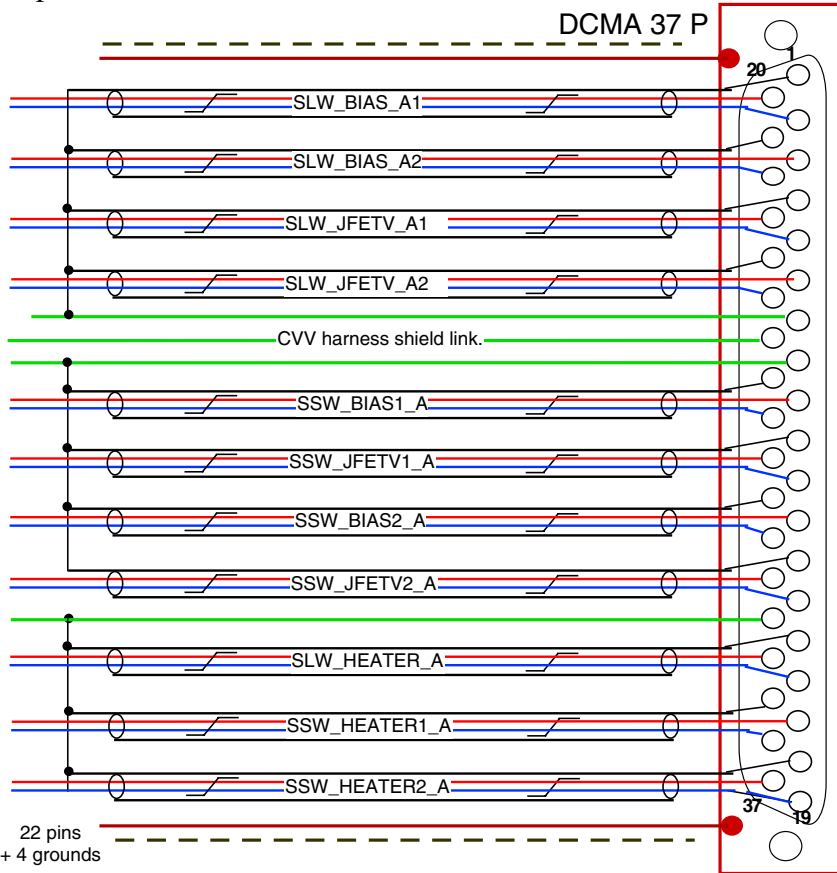 DCMA 37 P
1
20
SLW_BIAS_A1
SLW_BIAS_A2
SLW_JFETV_A1
SLW_JFETV_A2
CVV harness shield link.
SSW_BIAS1_A
SSW_JFETV1_A
SSW_BIAS2_A
SSW_JFETV2_A
SLW_HEATER_A
SSW_HEATER1_A
SSW_HEATER2_A
37
19
22 pins
+ 4 grounds